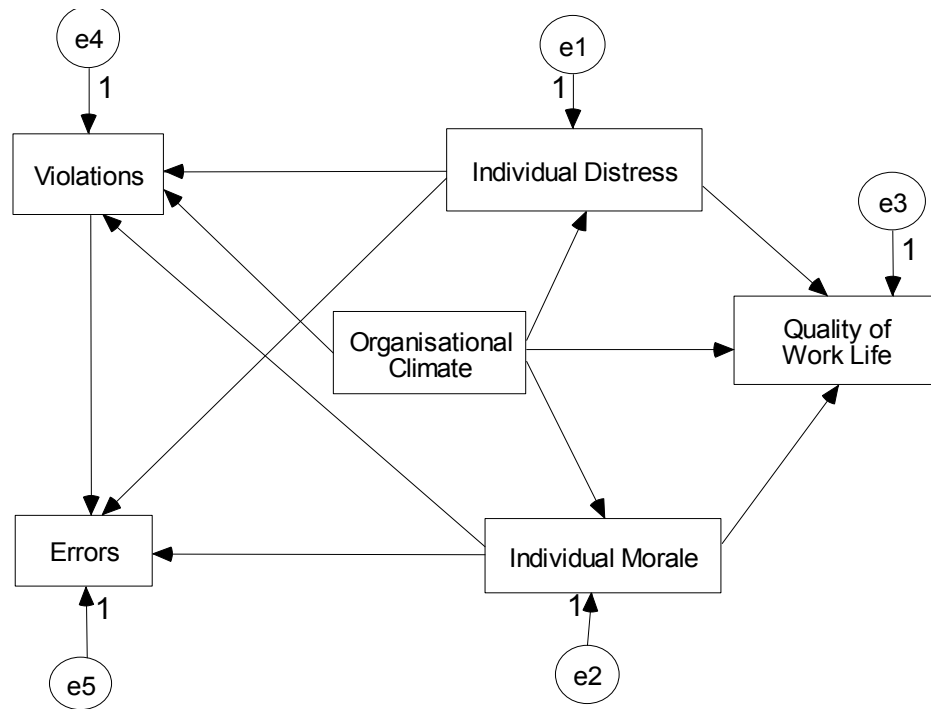 e4
e1
1
1
Violations
Individual Distress
e3
1
Organisational
Climate
Quality of
Work Life
Errors
Individual Morale
1
1
e5
e2